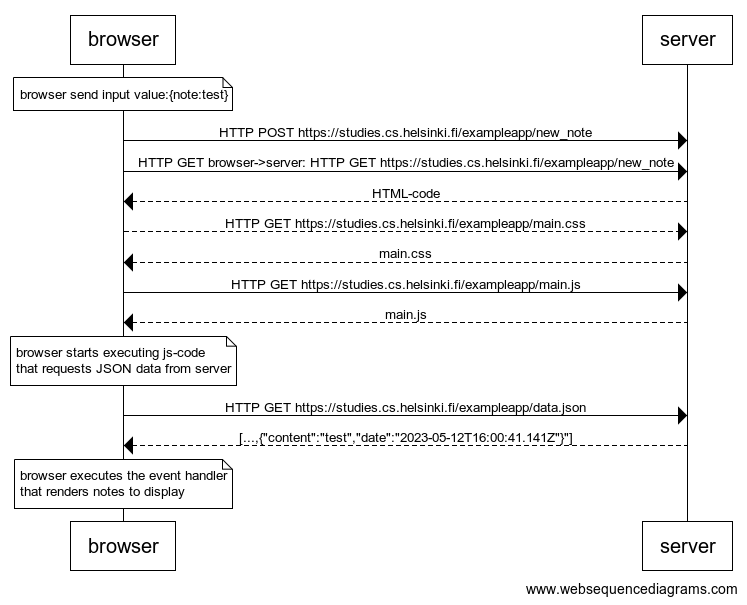 browser
server
browser send input value:{note:test}
HTTP POST https://studies.cs.helsinki.fi/exampleapp/new_note
HTTP GET browser->server: HTTP GET https://studies.cs.helsinki.fi/exampleapp/new_note
HTML-code
HTTP GET https://studies.cs.helsinki.fi/exampleapp/main.css
main.css
HTTP GET https://studies.cs.helsinki.fi/exampleapp/main.js
main.js
browser starts executing js-code
that requests JSON data from server
HTTP GET https://studies.cs.helsinki.fi/exampleapp/data.json
[...,{"content":"test","date":"2023-05-12T16:00:41.141Z"}"]
browser executes the event handler
that renders notes to display
browser
server
www.websequencediagrams.com